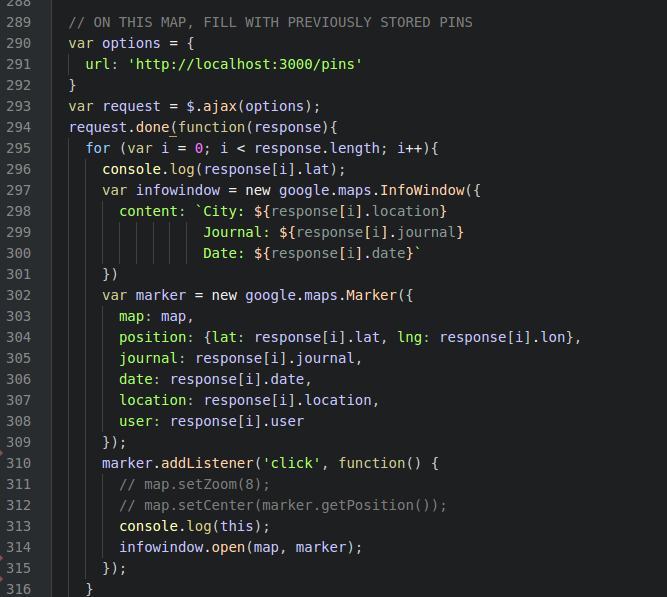 288
289 // ON THIS MAP, FILL WITH PREVIOUSLY STORED PINS
290 var options = {
291 url: 'http://localhost:3000/pins'
292 }
293 var request = $.ajax(options);
294 request.done(function(response){
295 for (var i = 0; i < response.length; i++){
296 console.log(response[i].lat);
297 var infowindow = new google.maps.InfoWindow({
298 content: `City: ${response[i].location}
299 Journal: ${response[i].journal}
300 Date: ${response[i].date}`
301 })
302 var marker = new google.maps.Marker({
303 map: map,
304 position: {lat: response[i].lat, lng: response[i].lon},
305 journal: response[i].journal,
306 date: response[i].date,
307 location: response[i].location,
308 user: response[i].user
309 });
310 marker.addListener('click', function() {
311 // map.setZoom(8);
312 // map.setCenter(marker.getPosition());
313 console.log(this);
314 infowindow.open(map, marker);
315 });
316 }